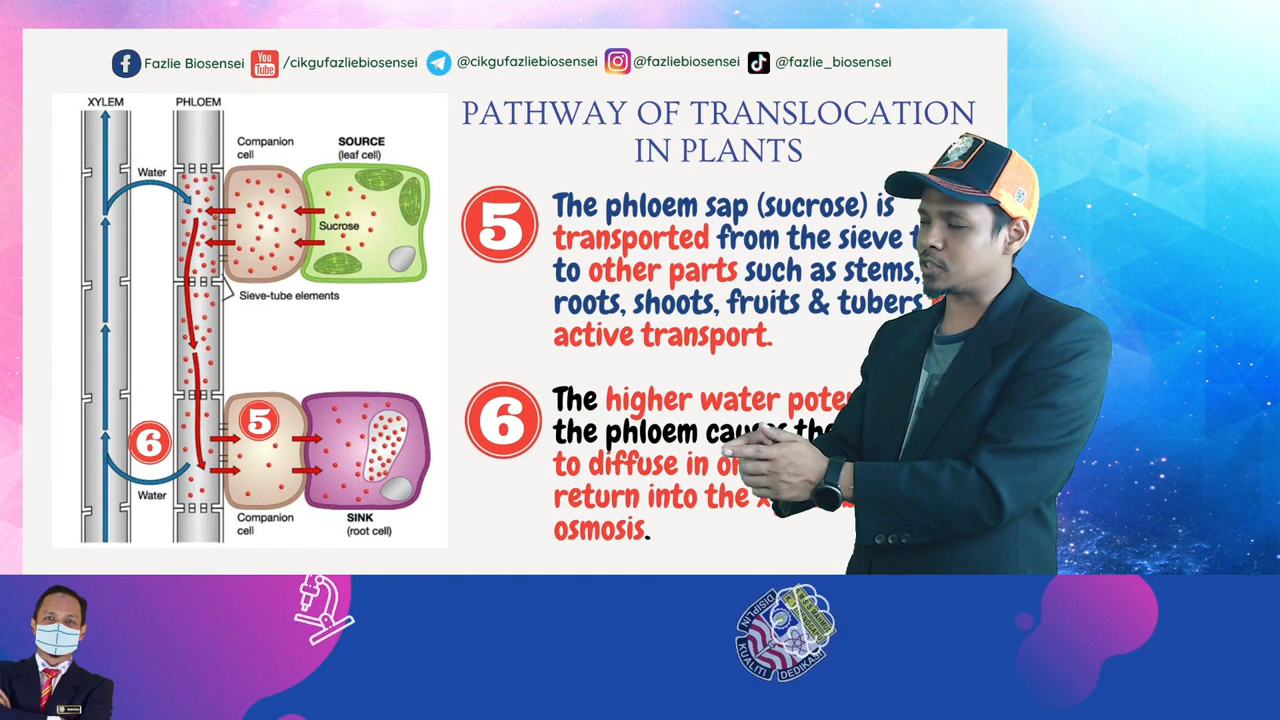 Fazlie Biosensei
You Tube
/cikgufazliebiosensei
@cikgufazliebiosensei
@fazliebiosensei
@fazlie_biosensei
XYLEM
PHLOEM
Companion
cell
SOURCE
(leaf cell)
Water
Sucrose
Sieve-tube elements
5
6
Water
Companion
cell
SINK
(root cell)
PATHWAY OF TRANSLOCATION
IN PLANTS
5
The phloem sap (sucrose) is
transported from the sieve
to other parts such as stems,
roots, shoots, fruits & tubers
active transport.
6
The higher water
the phloem
to diffuse in
return into the
osmosis.
DISIPLIN
KUALITI
DEDIKASI